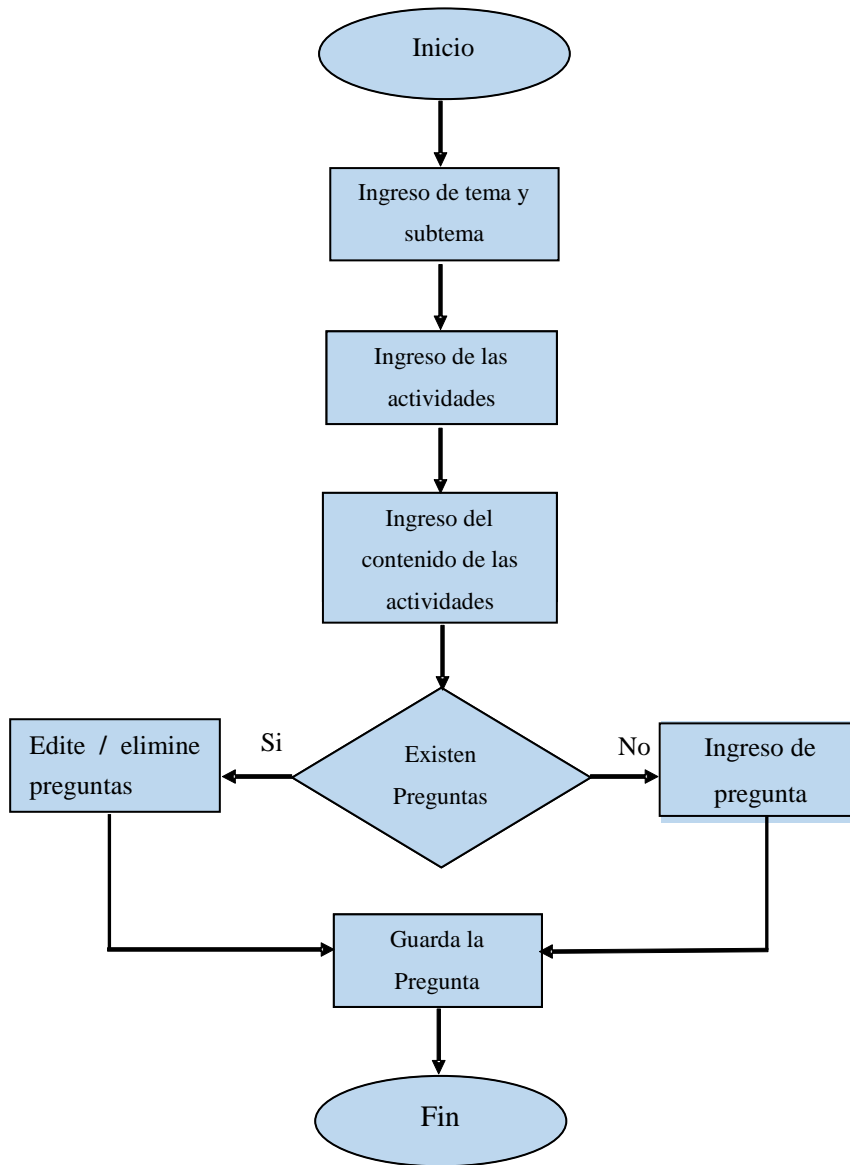 Inicio
Ingreso de tema y
subtema
Ingreso de las
actividades
Ingreso del
contenido de las
actividades
Existen
Preguntas
Si
Edite / elimine
preguntas
No
Ingreso de
pregunta
Guarda la
Pregunta
Fin